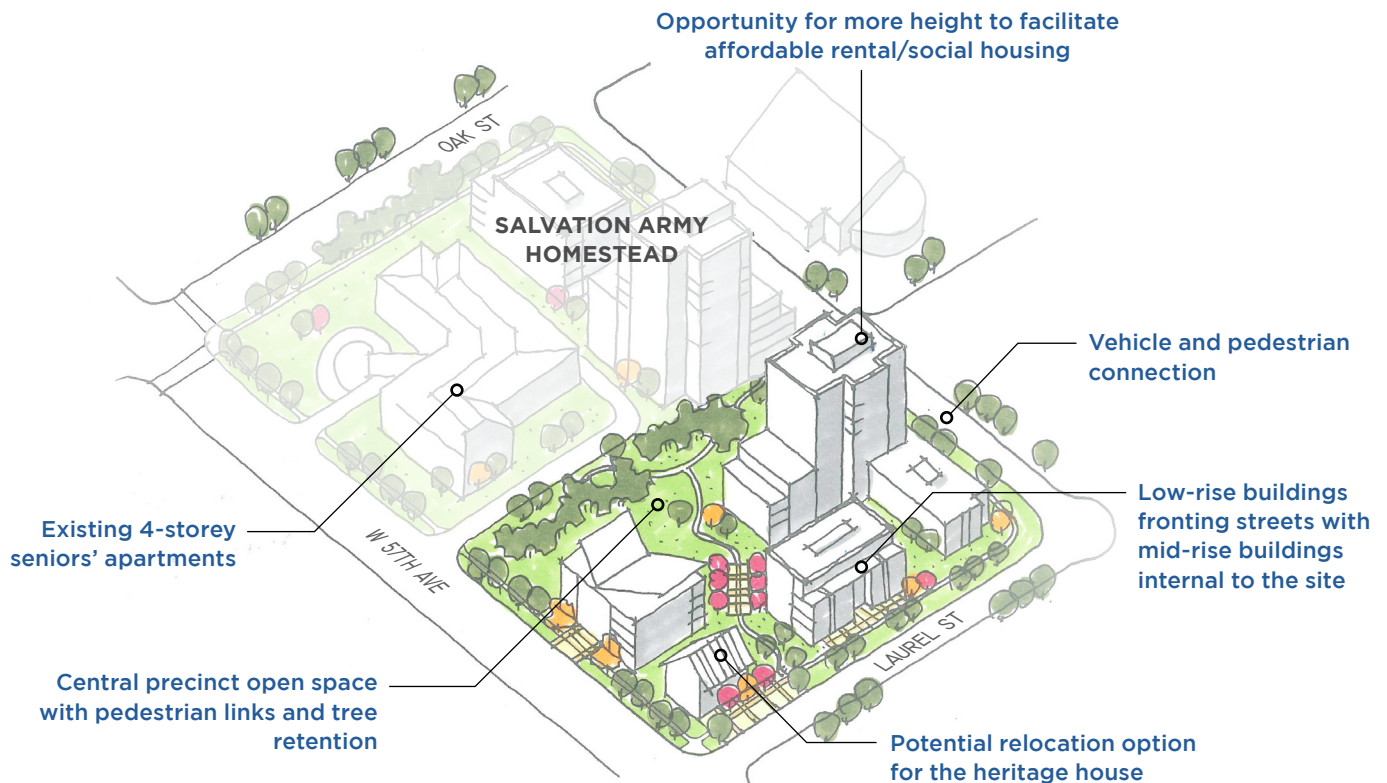 Opportunity for more height to facilitate
affordable rental/social housing
OAK ST
SALVATION ARMY
HOMESTEAD
Vehicle and pedestrian
connection
Existing 4-storey
seniors’ apartments
W 57TH AVE
Low-rise buildings
fronting streets with
mid-rise buildings
internal to the site
LAUREL ST
Central precinct open space
with pedestrian links and tree
retention
Potential relocation option
for the heritage house